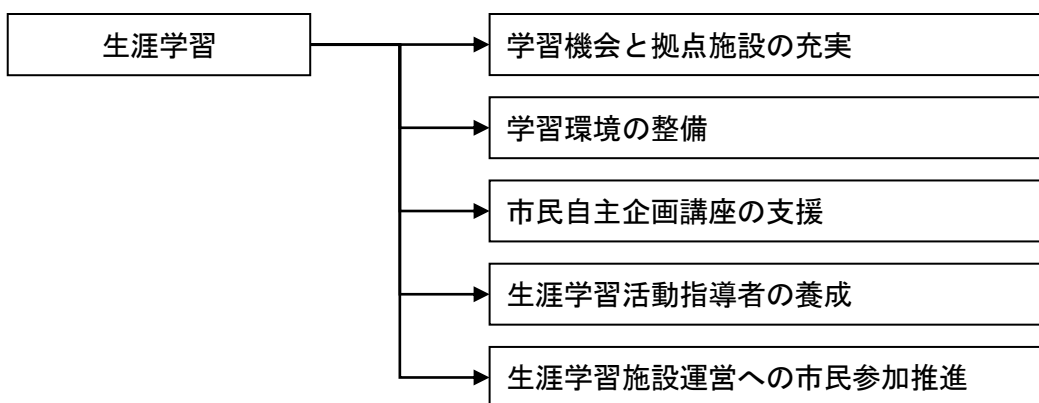 生涯学習
学習機会と拠点施設の充実
学習環境の整備
市民自主企画講座の支援
生涯学習活動指導者の養成
生涯学習施設運営への市民参加推進